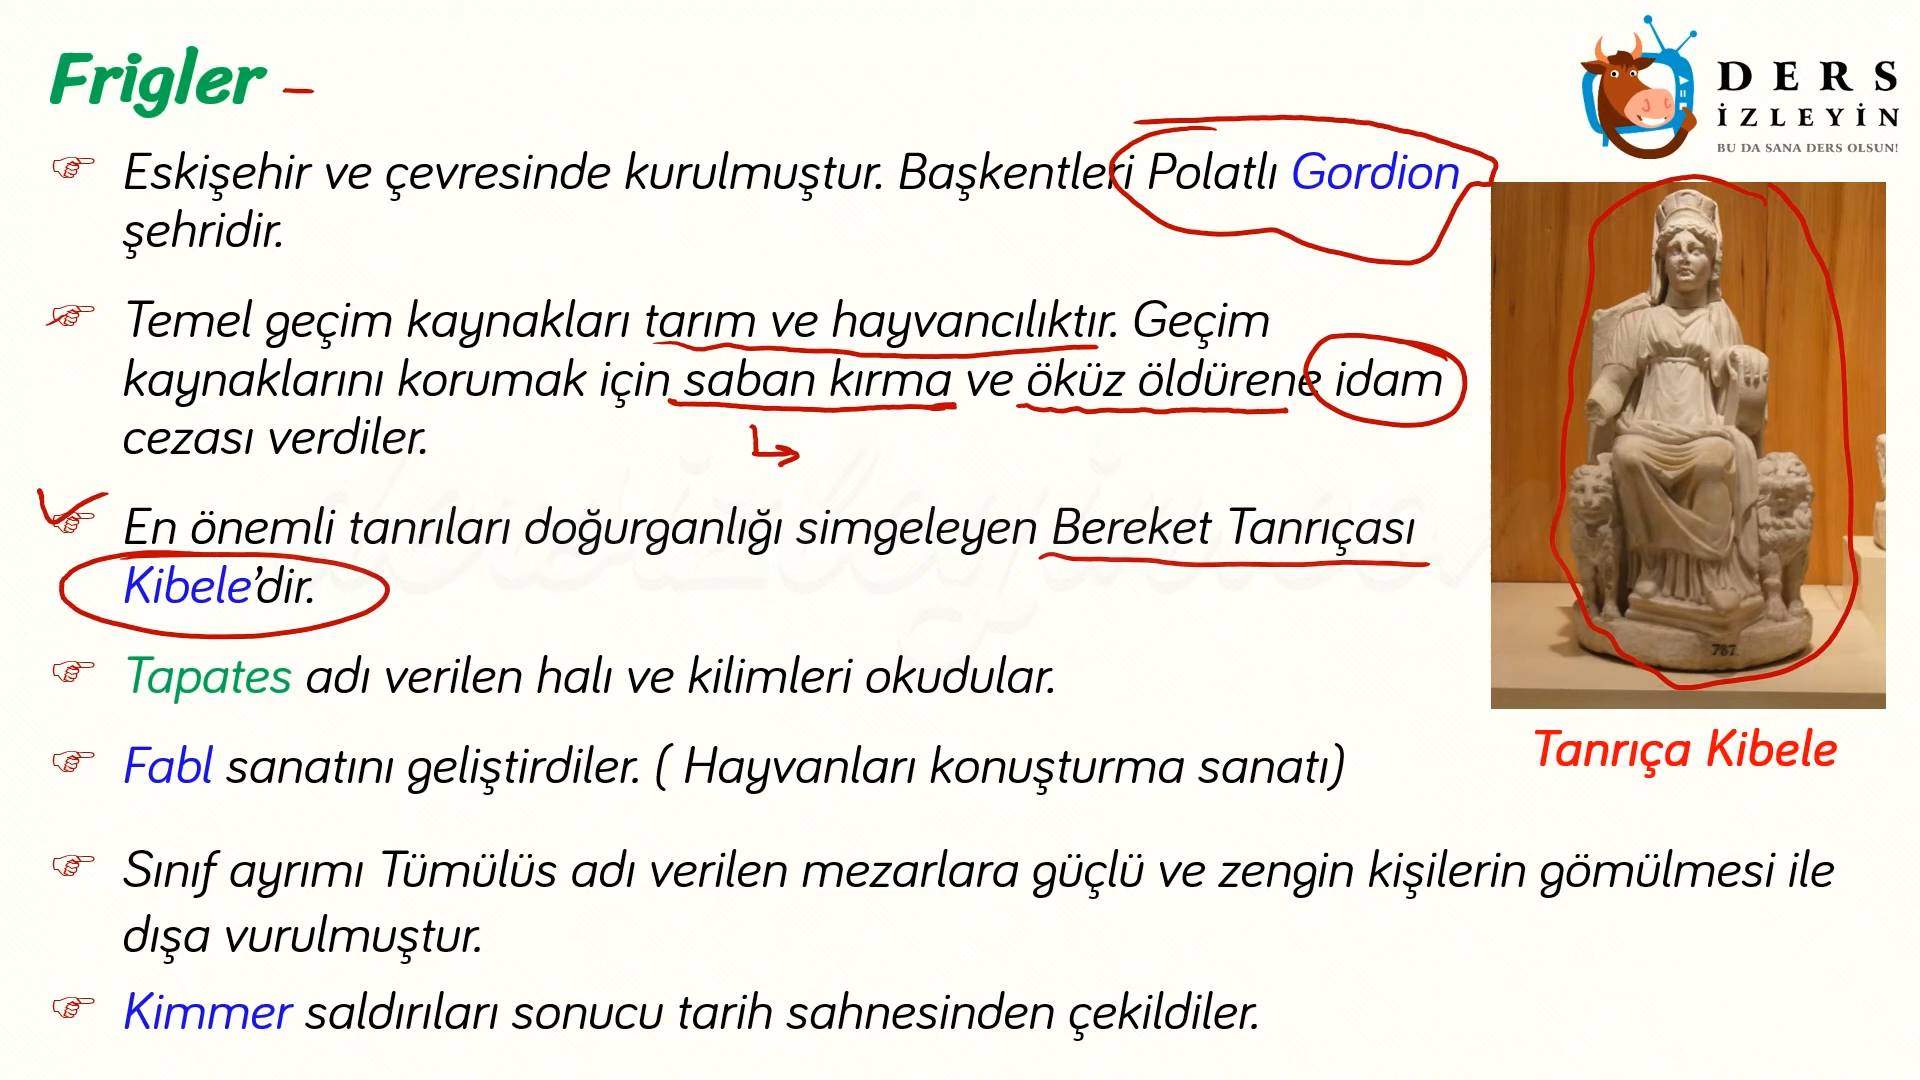 Frigler
DERS
İZLEYİN
BU DA SANA DERS OLSUN!
Eskişehir ve çevresinde kurulmuştur. Başkentleri Polatlı Gordion
şehridir.
Temel geçim kaynakları tarım ve hayvancılıktır. Geçim
kaynaklarını korumak için saban kırma ve öküz öldürene idam
cezası verdiler.
En önemli tanrıları doğurganlığı simgeleyen Bereket Tanrıçası
Kibele'dir.
787
Tapates adı verilen halı ve kilimleri okudular.
Tanrıça Kibele
Fabl sanatını geliştirdiler. ( Hayvanları konuşturma sanatı)
Sınıf ayrımı Tümülüs adı verilen mezarlara güçlü ve zengin kişilerin gömülmesi ile
dışa vurulmuştur.
Kimmer saldırıları sonucu tarih sahnesinden çekildiler.